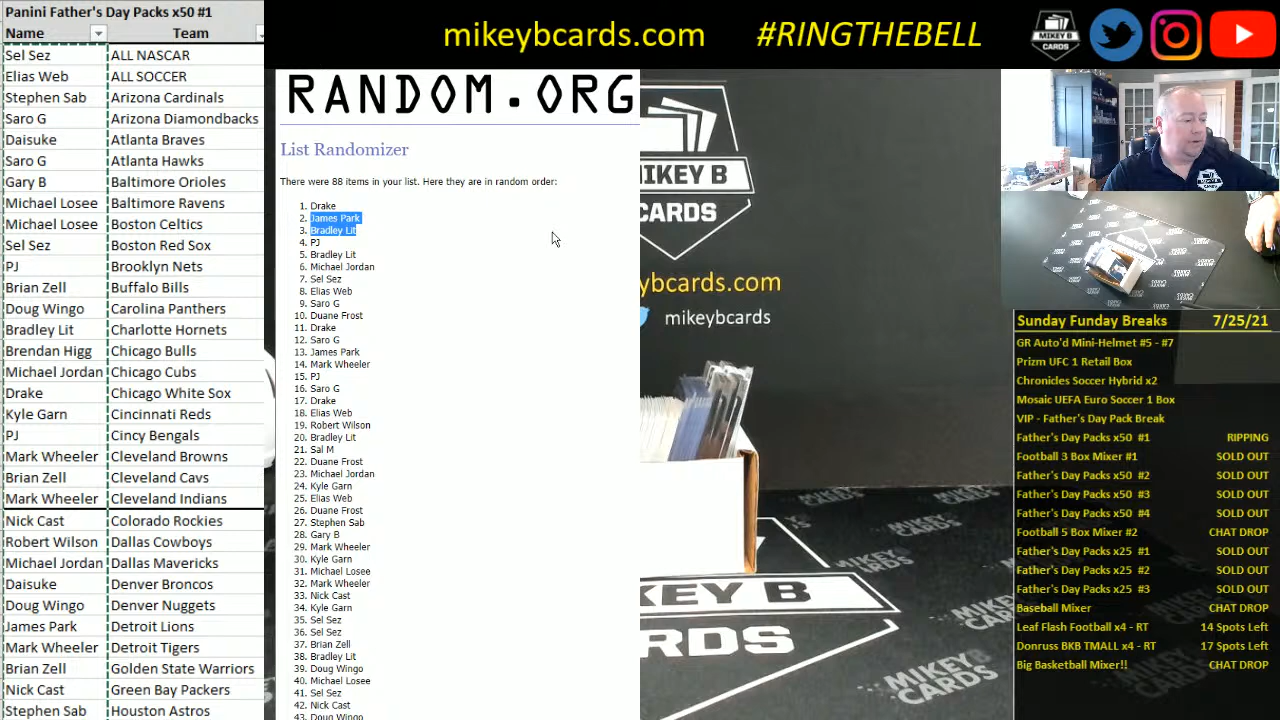 Panini Father's Day Packs x50 #1
Name Team
Sel Sez ALL NASCAR
Elias Web ALL SOCCER
Stephen Sab Arizona Cardinals
Saro G Arizona Diamondbacks
Daisuke Atlanta Braves
Saro G Atlanta Hawks
Gary B Baltimore Orioles
Michael Losee Baltimore Ravens
Michael Losee Boston Celtics
Sel Sez Boston Red Sox
PJ Brooklyn Nets
Brian Zell Buffalo Bills
Doug Wingo Carolina Panthers
Bradley Lit Charlotte Hornets
Brendan Higg Chicago Bulls
Michael Jordan Chicago Cubs
Drake Chicago White Sox
Kyle Garn Cincinnati Reds
PJ Cincy Bengals
Mark Wheeler Cleveland Browns
Brian Zell Cleveland Cavs
Mark Wheeler Cleveland Indians
Nick Cast Colorado Rockies
Robert Wilson Dallas Cowboys
Michael Jordan Dallas Mavericks
Daisuke Denver Broncos
Doug Wingo Denver Nuggets
James Park Detroit Lions
Mark Wheeler Detroit Tigers
Brian Zell Golden State Warriors
Nick Cast Green Bay Packers
Stephen Sab Houston Astros
mikeybcards.com #RINGTHEBELL
MIKEY B
CARDS
RANDOM.ORG
List Randomizer
There were 88 items in your list. Here they are in random order:
1. Drake
2. James Park
3. Bradley Lit
4. PJ
5. Bradley Lit
6. Michael Jordan
7. Sel Sez
8. Elias Web
9. Saro G
10. Duane Frost
11. Drake
12. Saro G
13. James Park
14. Mark Wheeler
15. PJ
16. Saro G
17. Drake
18. Elias Web
19. Robert Wilson
20. Bradley Lit
21. Sal M
22. Duane Frost
23. Michael Jordan
24. Kyle Garn
25. Elias Web
26. Duane Frost
27. Stephen Sab
28. Gary B
29. Mark Wheeler
30. Kyle Garn
31. Michael Losee
32. Mark Wheeler
33. Nick Cast
34. Kyle Garn
35. Sel Sez
36. Sel Sez
37. Brian Zell
38. Bradley Lit
39. Doug Wingo
40. Michael Losee
41. Sel Sez
42. Nick Cast
43. Doug Wingo
IKEY B
CARDS
ybcards.com
mikeybcards
MIKEY B
CARDS
MIKEY
CARDS
KEY B
RDS
MIKEY
CARDS
Sunday Funday Breaks 7/25/21
GR Auto'd Mini-Helmet #5 - #7
Prizm UFC 1 Retail Box
Chronicles Soccer Hybrid x2
Mosaic UEFA Euro Soccer 1 Box
VIP - Father's Day Pack Break
Father's Day Packs x50 #1 RIPPING
Football 3 Box Mixer #1 SOLD OUT
Father's Day Packs x50 #2 SOLD OUT
Father's Day Packs x50 #3 SOLD OUT
Father's Day Packs x50 #4 SOLD OUT
Football 5 Box Mixer #2 CHAT DROP
Father's Day Packs x25 #1 SOLD OUT
Father's Day Packs x25 #2 SOLD OUT
Father's Day Packs x25 #3 SOLD OUT
Baseball Mixer CHAT DROP
Leaf Flash Football x4 - RT 14 Spots Left
Donruss BKB TMALL x4 - RT 17 Spots Left
Big Basketball Mixer!! CHAT DROP